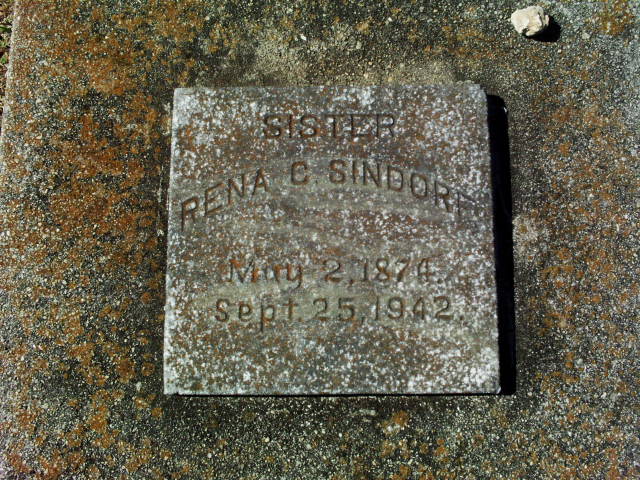 SISTER
RENA C. SINDORF
May 2, 1874.
Sept. 25, 1942.